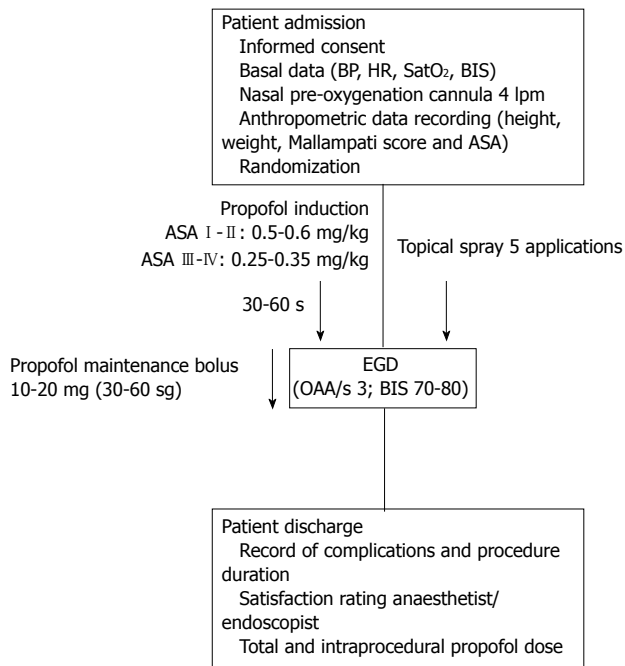 Patient admission
Informed consent
Basal data (BP, HR, SatO₂, BIS)
Nasal pre-oxygenation cannula 4 lpm
Anthropometric data recording (height,
weight, Mallampati score and ASA)
Randomization
Propofol induction
ASA Ⅰ-Ⅱ: 0.5-0.6 mg/kg
ASA Ⅲ-Ⅳ: 0.25-0.35 mg/kg
Topical spray 5 applications
30-60 s
Propofol maintenance bolus
10-20 mg (30-60 sg)
EGD
(OAA/s 3; BIS 70-80)
Patient discharge
Record of complications and procedure
duration
Satisfaction rating anaesthetist/
endoscopist
Total and intraprocedural propofol dose